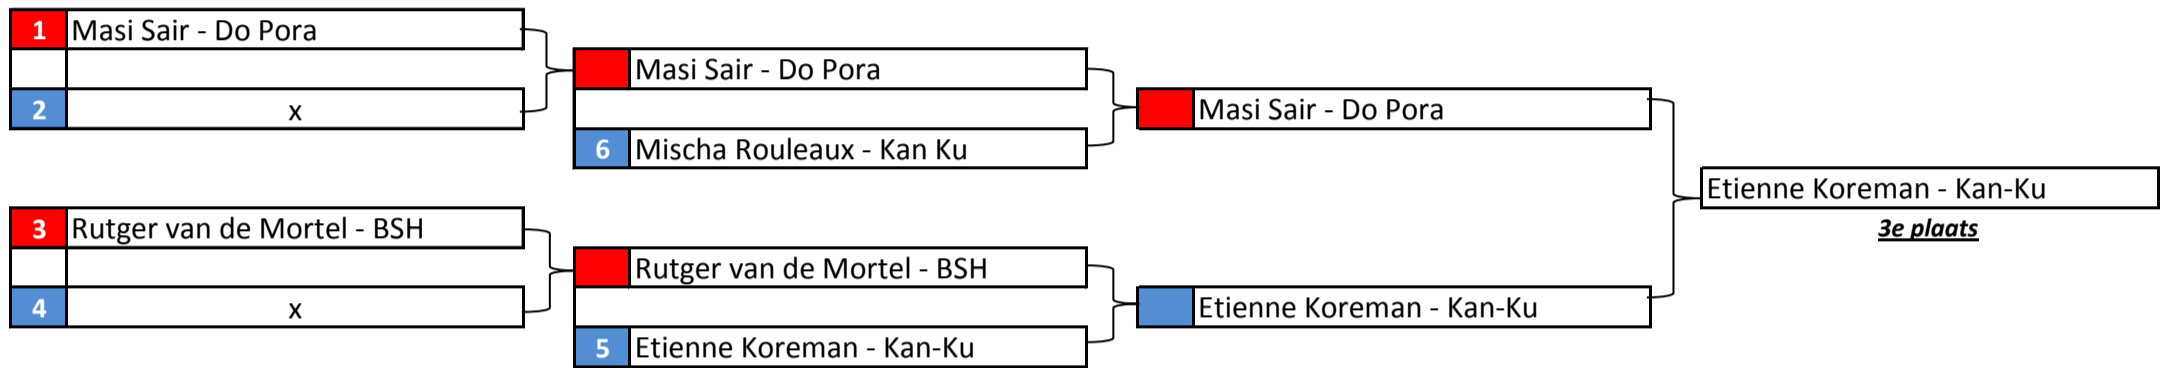 1 Masi Sair - Do Pora
2 x
3 Rutger van de Mortel - BSH
4 x
Masi Sair - Do Pora
6 Mischa Rouleaux - Kan Ku
Rutger van de Mortel - BSH
5 Etienne Koreman - Kan-Ku
Masi Sair - Do Pora
Etienne Koreman - Kan-Ku
Etienne Koreman - Kan-Ku
3e plaats